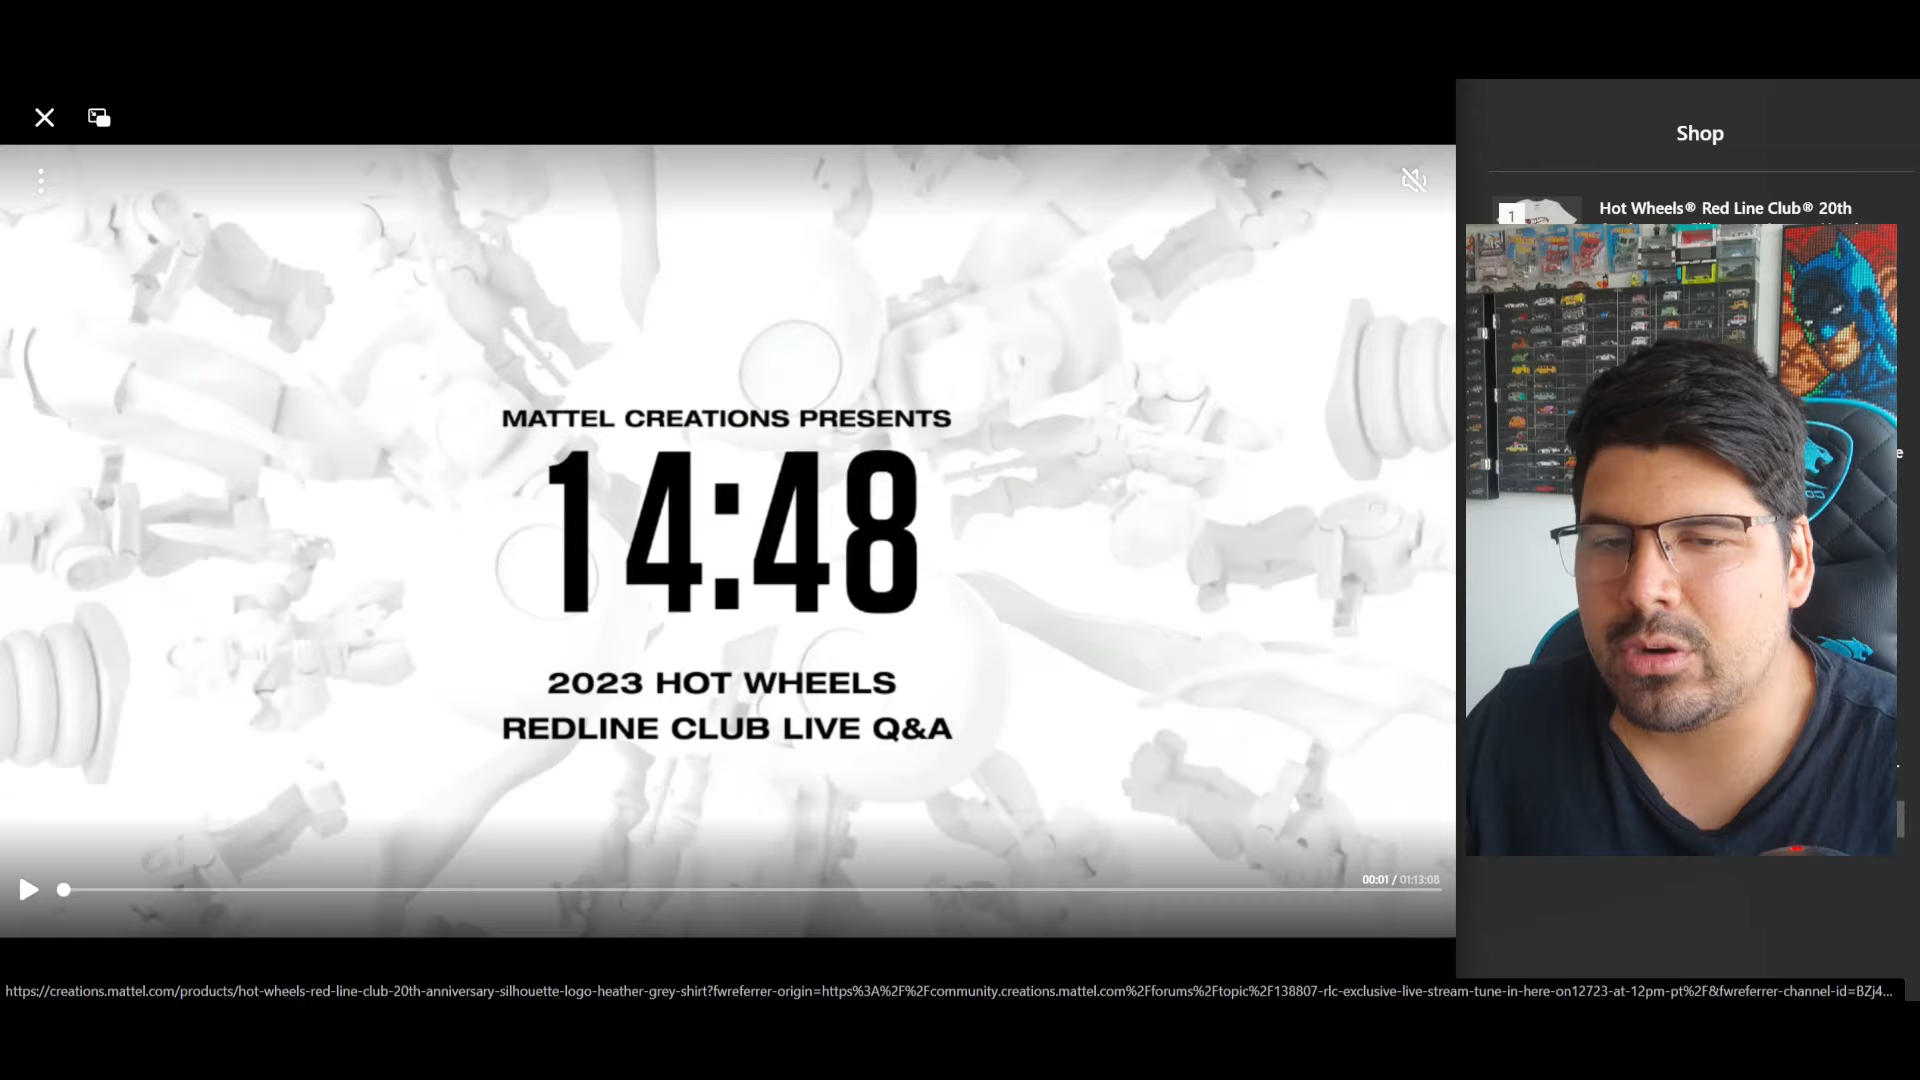 Shop
1
Hot Wheels® Red Line Club® 20th
MATTEL CREATIONS PRESENTS
14:48
2023 HOT WHEELS
REDLINE CLUB LIVE Q&A
00:01 / 01:13:08
https://creations.mattel.com/products/hot-wheels-red-line-club-20th-anniversary-silhouette-logo-heather-grey-shirt?fwreferrer-origin=https%3A%2F%2Fcommunity.creations.mattel.com%2Fforums%2Ftopic%2F138807-rlc-exclusive-live-stream-tune-in-here-on12723-at-12pm-pt%2F&fwreferrer-channel-id=BZj4...